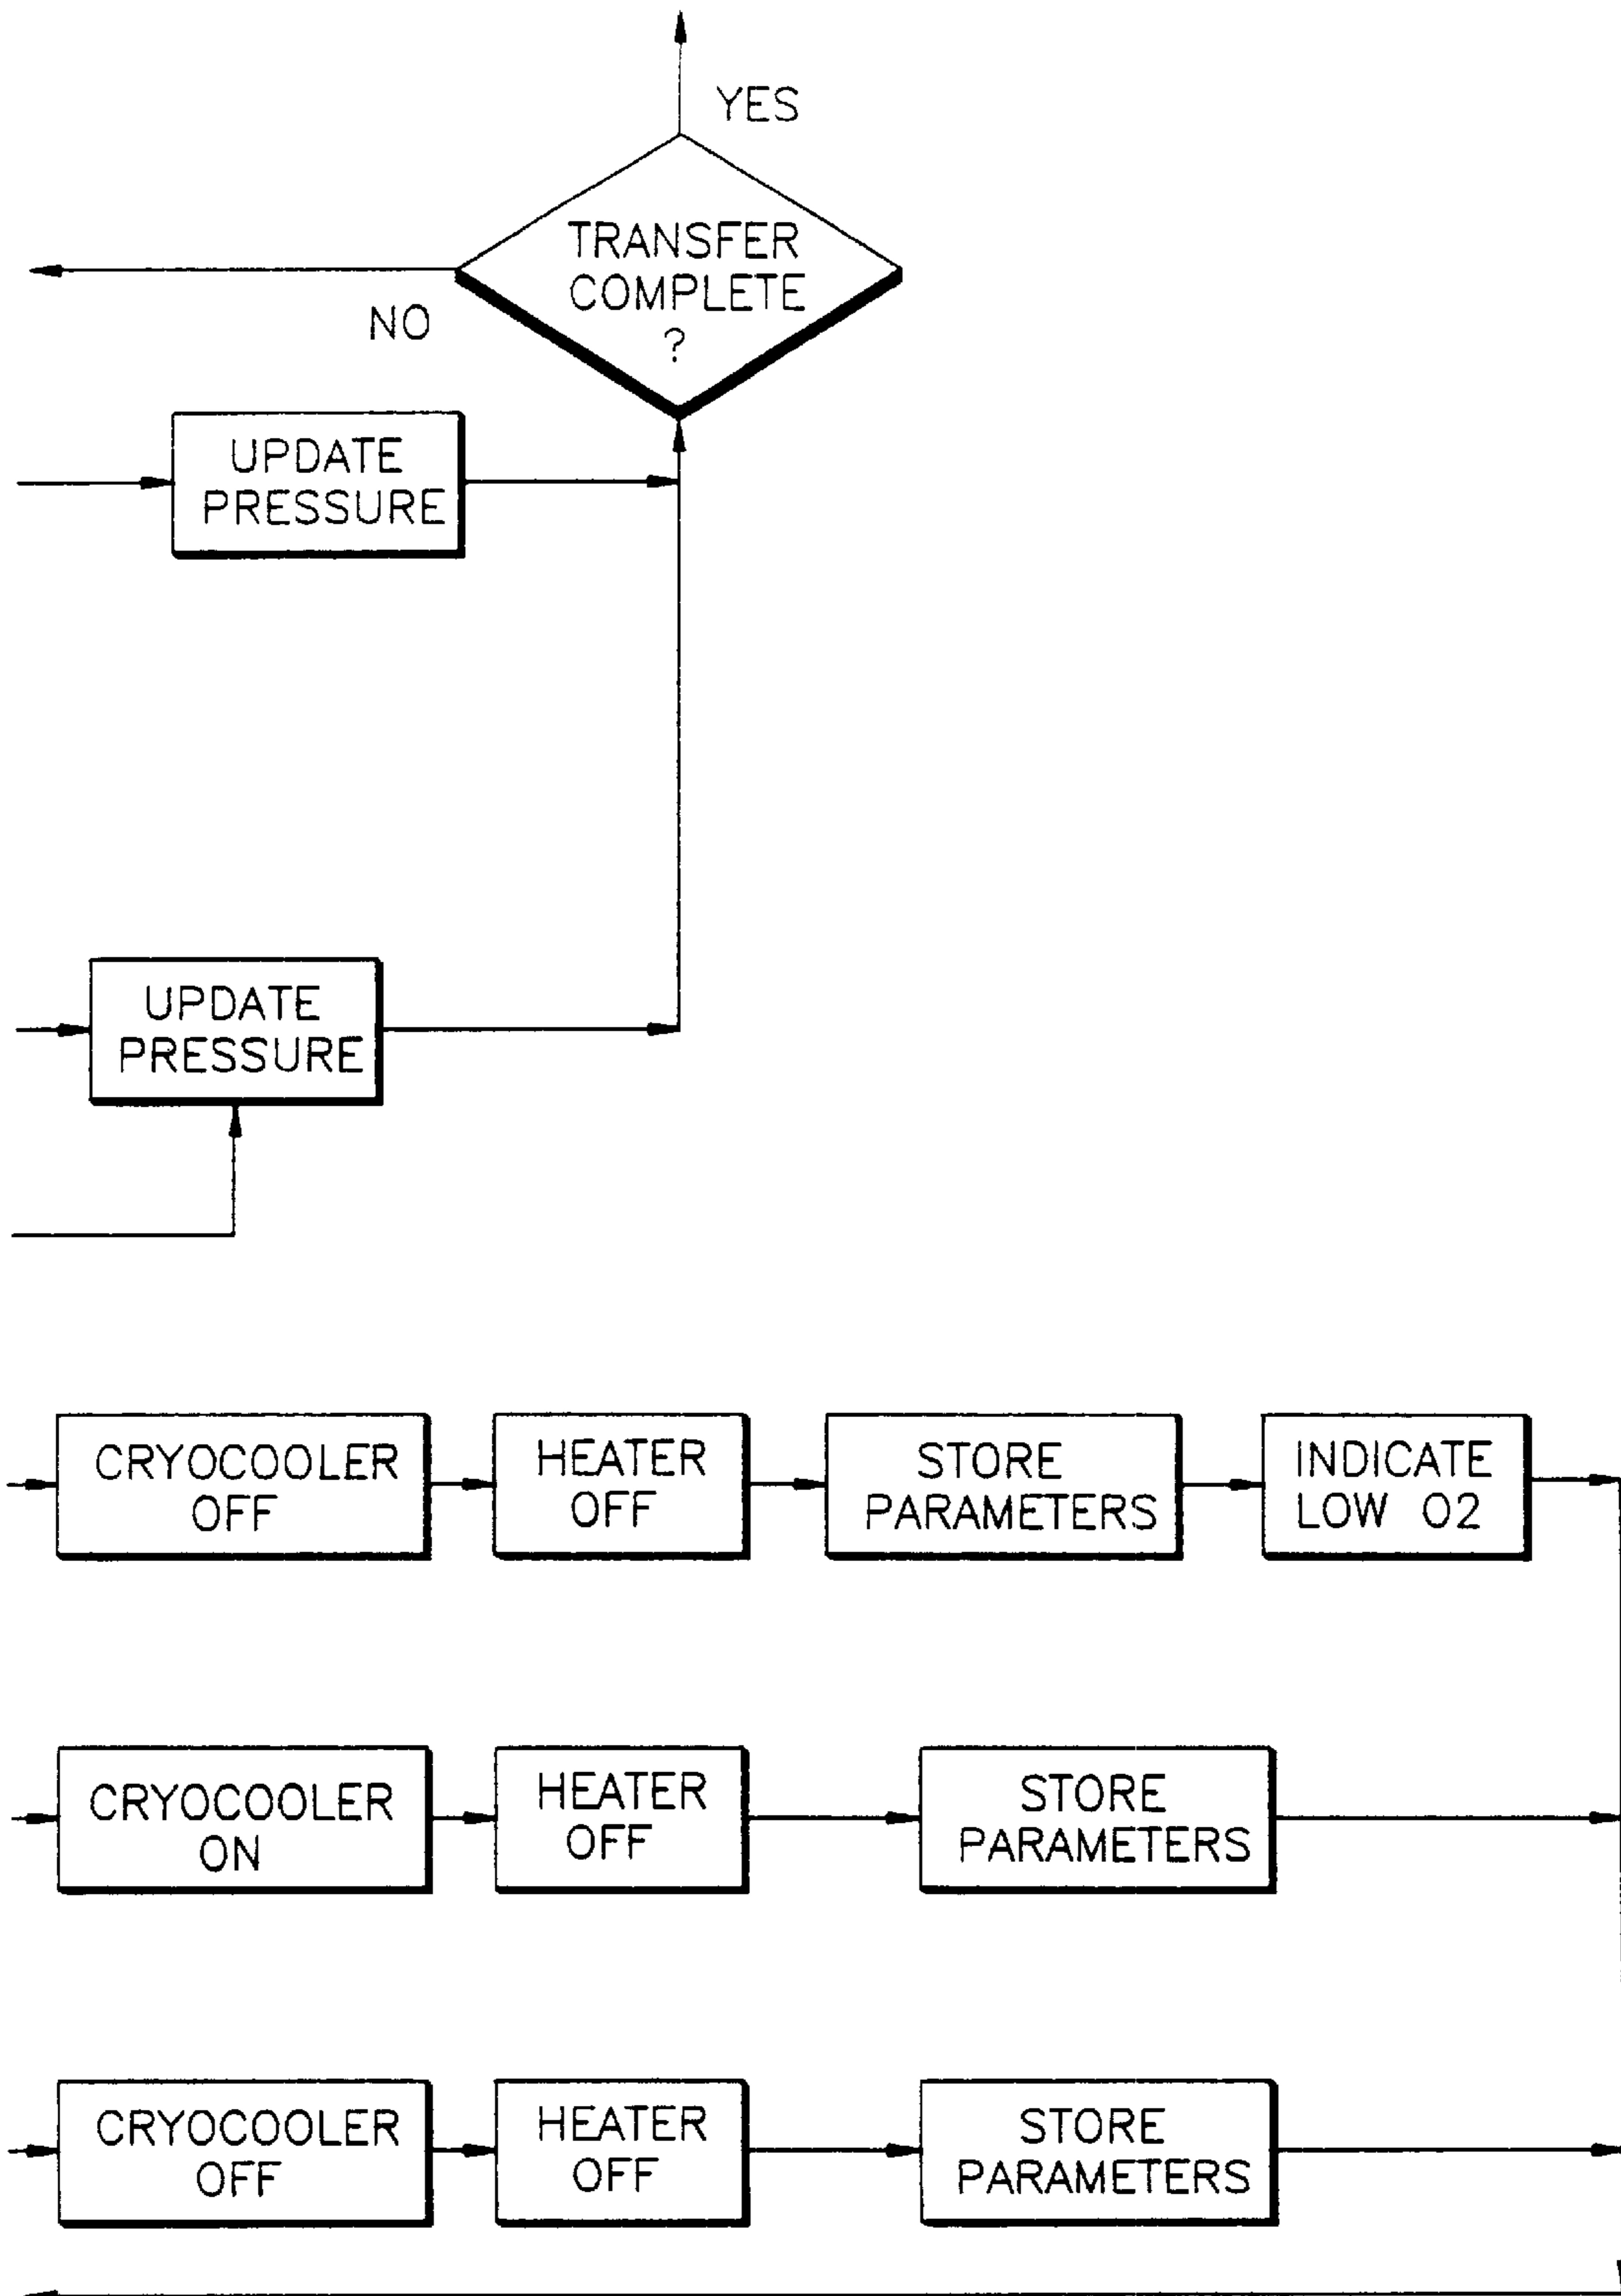 YES
TRANSFER
COMPLETE
?
NO
UPDATE
PRESSURE
UPDATE
PRESSURE
CRYOCOOLER
OFF
HEATER
OFF
STORE
PARAMETERS
INDICATE
LOW O2
CRYOCOOLER
ON
HEATER
OFF
STORE
PARAMETERS
CRYOCOOLER
OFF
HEATER
OFF
STORE
PARAMETERS